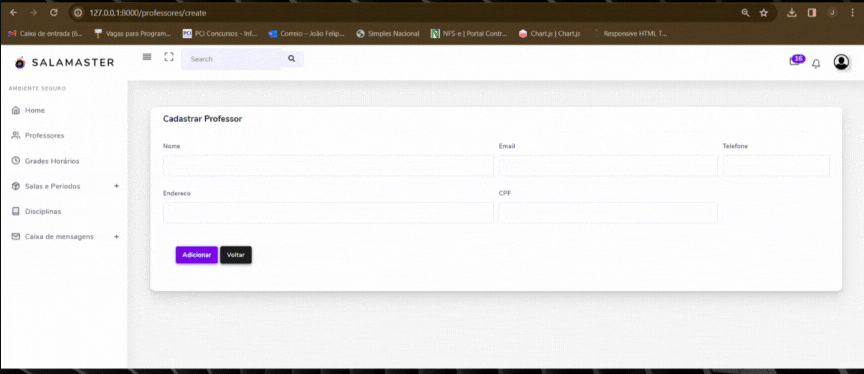 127.0.0.1:8000/professores/create
Caixa de entrada (6... Vagas para Program... PCI Concursos - Inf... Correio – João Felip... Simples Nacional NFS-e | Portal Contr... Chart.js | Chart.js Responsive HTML T...
SALAMASTER Search 16
AMBIENTE SEGURO
Home
Professores
Grades Horários
Salas e Periodos +
Disciplinas
Caixa de mensagens +
Cadastrar Professor
Nome Email Telefone
Endereco CPF
Adicionar Voltar